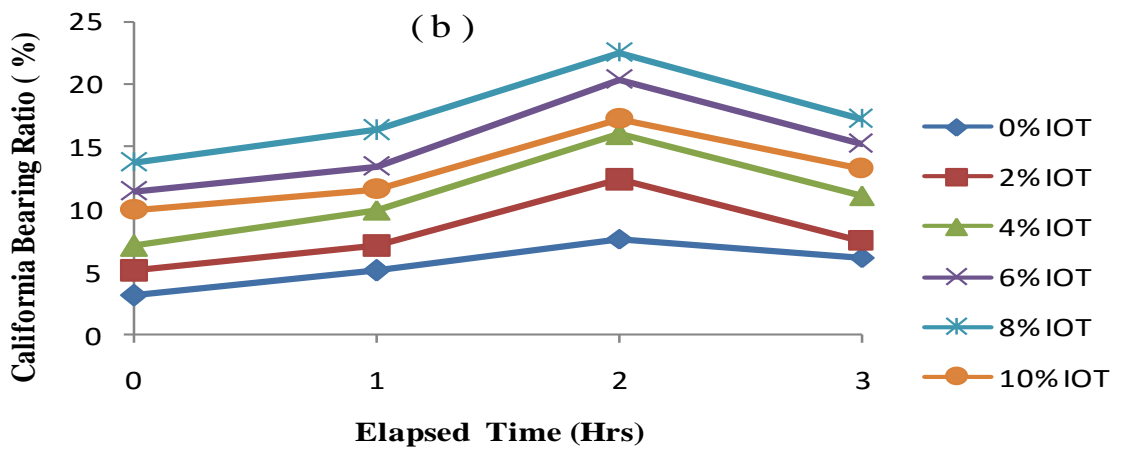 ( b )
California Bearing Ratio ( %)
25
20
15
10
5
0
0 1 2 3
Elapsed Time (Hrs)
0% IOT
2% IOT
4% IOT
6% IOT
8% IOT
10% IOT